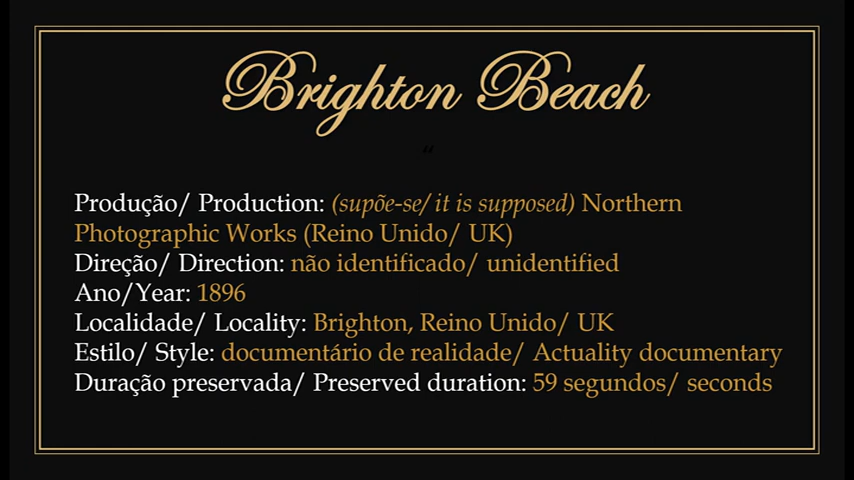 Brighton Beach
“
Produção/ Production: (supõe-se/ it is supposed) Northern
Photographic Works (Reino Unido/ UK)
Direção/ Direction: não identificado/ unidentified
Ano/Year: 1896
Localidade/ Locality: Brighton, Reino Unido/ UK
Estilo/ Style: documentário de realidade/ Actuality documentary
Duração preservada/ Preserved duration: 59 segundos/ seconds